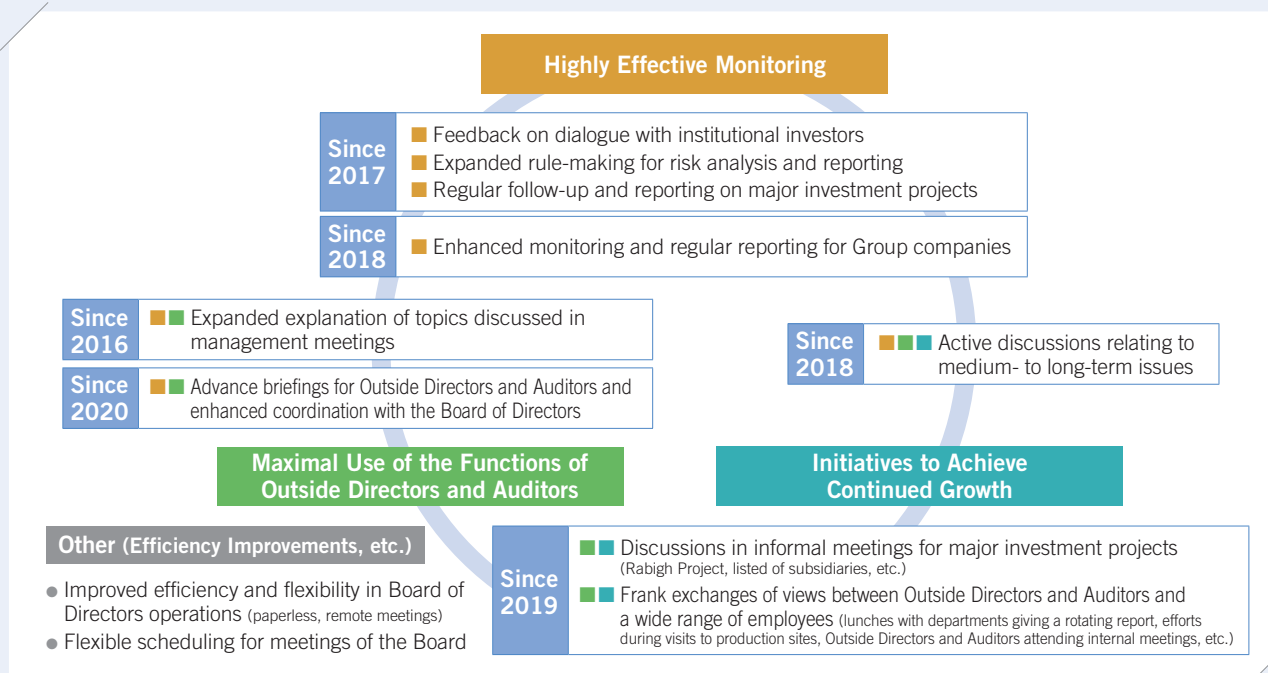 Highly Effective Monitoring
Since
2017
Feedback on dialogue with institutional investors
Expanded rule-making for risk analysis and reporting
Regular follow-up and reporting on major investment projects
Since
2018
Enhanced monitoring and regular reporting for Group companies
Since
2016
Expanded explanation of topics discussed in
management meetings
Since
2020
Advance briefings for Outside Directors and Auditors and
enhanced coordination with the Board of Directors
Since
2018
Active discussions relating to
medium- to long-term issues
Maximal Use of the Functions of
Outside Directors and Auditors
Initiatives to Achieve
Continued Growth
Other (Efficiency Improvements, etc.)
● Improved efficiency and flexibility in Board of
Directors operations (paperless, remote meetings)
● Flexible scheduling for meetings of the Board
Since
2019
Discussions in informal meetings for major investment projects
(Rabigh Project, listed of subsidiaries, etc.)
Frank exchanges of views between Outside Directors and Auditors and
a wide range of employees (lunches with departments giving a rotating report, efforts
during visits to production sites, Outside Directors and Auditors attending internal meetings, etc.)